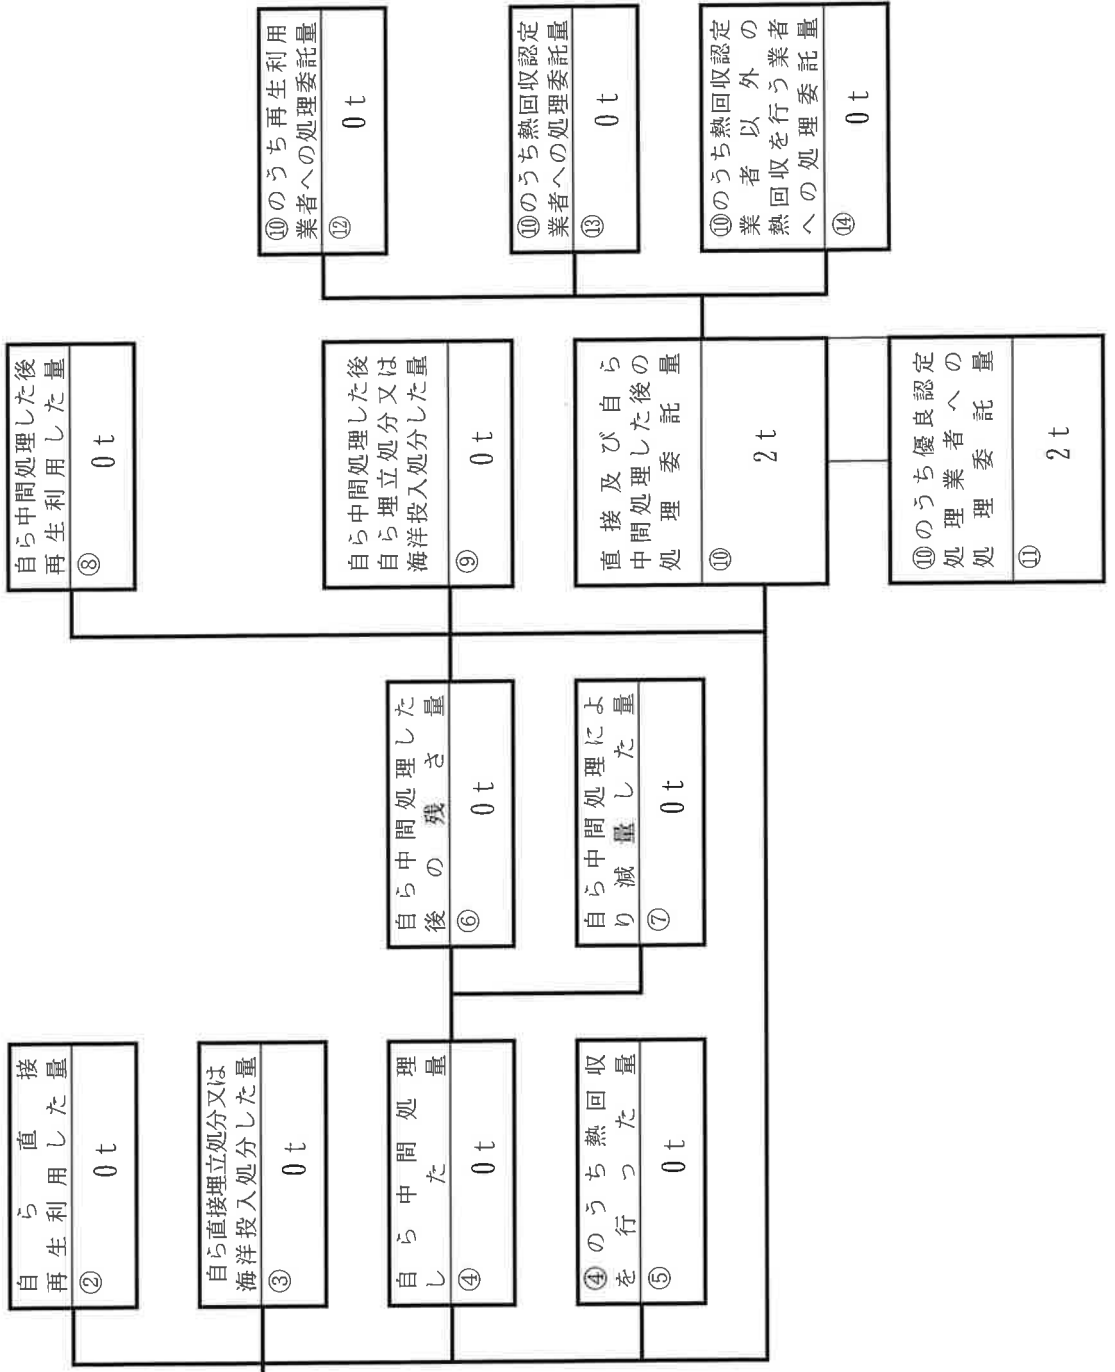 自ら直接
再生利用した量
②
0t
自ら直接埋立処分又は
海洋投入処分した量
③
0t
自ら中間処理
した量
④
0t
④のうち熱回収
を行った量
⑤
0t
自ら中間処理した
後の残さ量
⑥
0t
自ら中間処理によ
り減量した量
⑦
0t
自ら中間処理した後
再生利用した量
⑧
0t
自ら中間処理した後
自ら埋立処分又は
海洋投入処分した量
⑨
0t
直接及び自ら
中間処理した後の
処理委託量
⑩
2t
⑩のうち優良認定
処理業者への
処理委託量
⑪
2t
⑩のうち再生利用
業者への処理委託量
⑫
0t
⑩のうち熱回収認定
業者への処理委託量
⑬
0t
⑩のうち熱回収認定
業者以外の
熱回収を行う業者
への処理委託量
⑭
0t